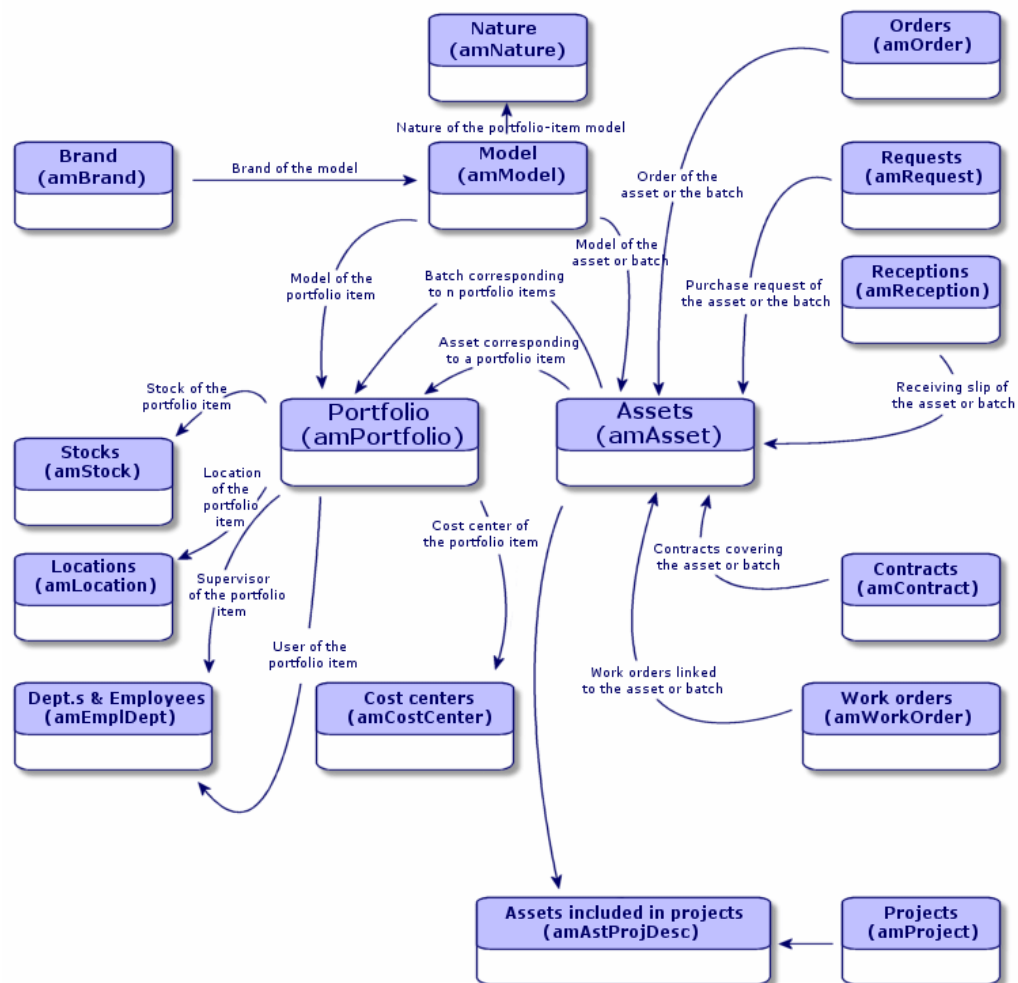 Nature
(amNature)
Orders
(amOrder)
Nature of the portfolio-item model
Brand
(amBrand)
Brand of the model
Model
(amModel)
Requests
(amRequest)
Order of the
asset or the batch
Model of the
asset or batch
Receptions
(amReception)
Model of the
portfolio item
Batch corresponding
to n portfolio items
Purchase request of
the asset or the batch
Asset corresponding
to a portfolio item
Stock of the
portfolio item
Receiving slip of
the asset or batch
Portfolio
(amPortfolio)
Assets
(amAsset)
Stocks
(amStock)
Location
of the
portfolio
item
Cost center of
the portfolio item
Contracts covering
the asset or batch
Locations
(amLocation)
Supervisor
of the portfolio
item
Contracts
(amContract)
User of the
portfolio item
Work orders linked
to the asset or batch
Dept.s & Employees
(amEmplDept)
Cost centers
(amCostCenter)
Work orders
(amWorkOrder)
Assets included in projects
(amAstProjDesc)
Projects
(amProject)